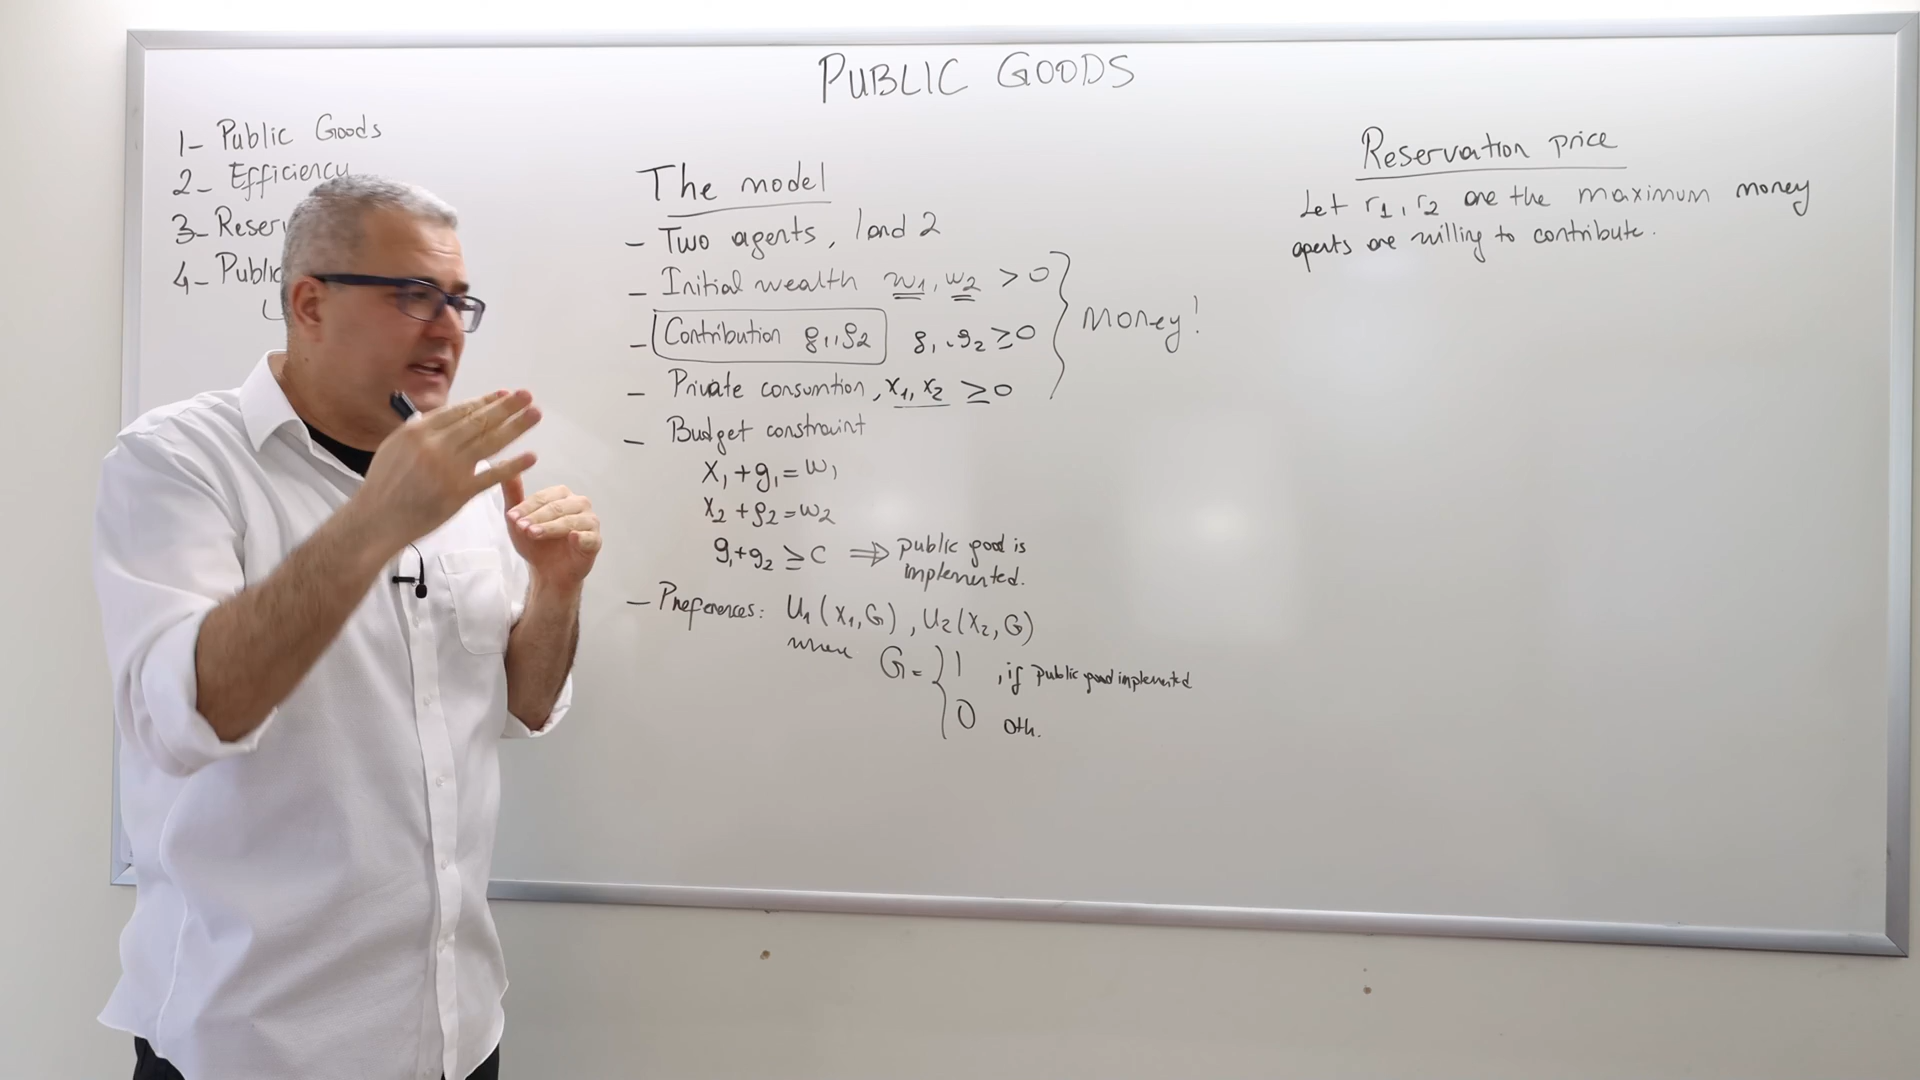 PUBLIC GOODS
1- Public Goods
2- Efficiency
3- Reser
4- Public
The model
- Two agents, 1 and 2
- Initial wealth w1, w2 > 0
- Contribution g1, g2 g1, g2 ≥ 0
- Private consumtion, x1, x2 ≥ 0
} Money!
- Budget constraint
x1 + g1 = w1
x2 + g2 = w2
g1 + g2 ≥ c ⇒ public good is
implemented.
- Preferences: U1(x1, G), U2(x2, G)
where G = { 1 , if public good implemented
0 oth.
Reservation price
Let r1, r2 are the maximum money
agents are willing to contribute.